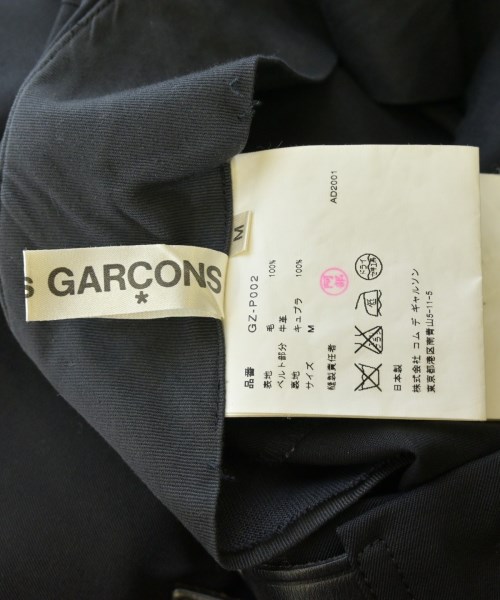 s GARÇONS
*
M
AD2001
品番 GZ-P002
表地 毛 100%
ベルト部分 牛革
裏地 キュプラ 100%
サイズ M
縫製責任者
日本製
株式会社 コム デ ギャルソン
東京都港区南青山5-11-5